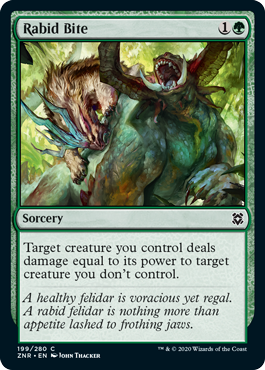 Rabid Bite 1
Sorcery
Target creature you control deals
damage equal to its power to target
creature you don't control.
A healthy felidar is voracious yet regal.
A rabid felidar is nothing more than
appetite lashed to frothing jaws.
199/280 C
ZNR • EN John Thacker
™ & © 2020 Wizards of the Coast